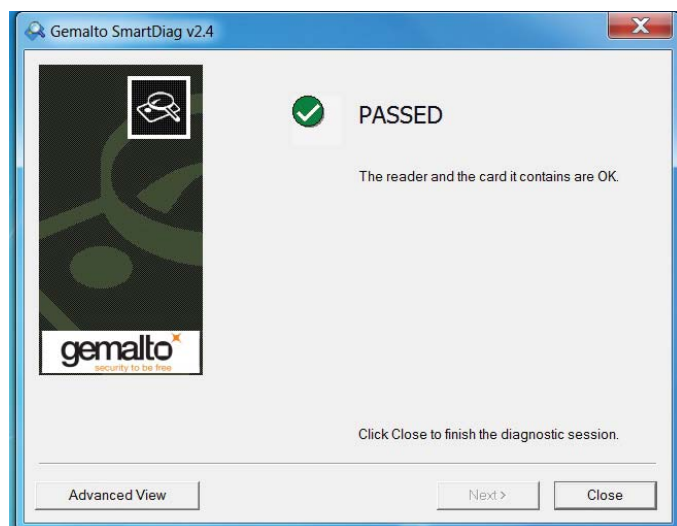 Gemalto SmartDiag v2.4
X
PASSED
The reader and the card it contains are OK.
gemalto
security to be free
Click Close to finish the diagnostic session.
Advanced View
Next >
Close